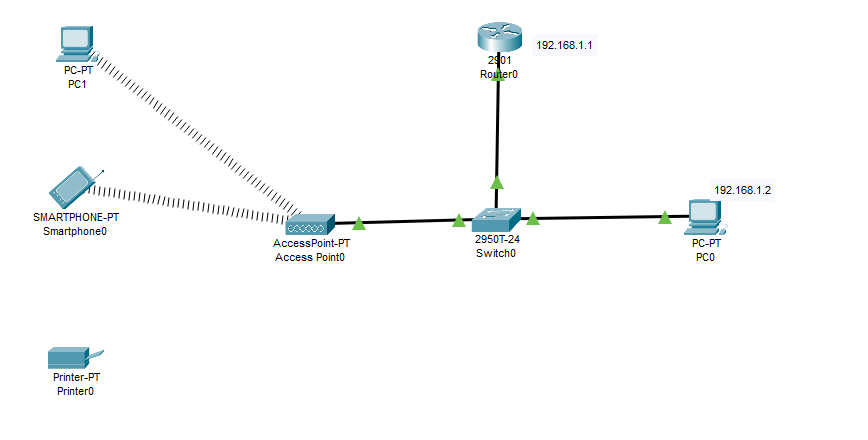 192.168.1.1
2901
Router0
PC-PT
PC1
192.168.1.2
SMARTPHONE-PT
Smartphone0
AccessPoint-PT
Access Point0
2950T-24
Switch0
PC-PT
PC0
Printer-PT
Printer0